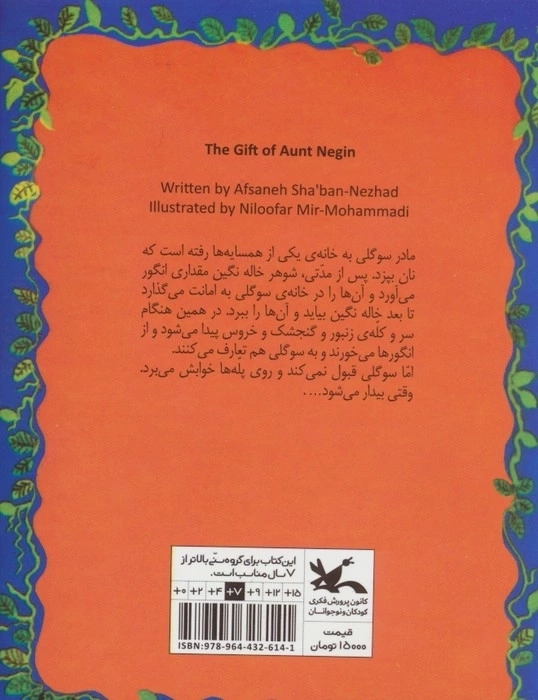 The Gift of Aunt Negin
Written by Afsaneh Sha'ban-Nezhad
Illustrated by Niloofar Mir-Mohammadi
مادر سوگلی به خانه‌ی یکی از همسایه‌ها رفته است که
نان بپزد. پس از مدّتی، شوهر خاله نگین مقداری انگور
می‌آورد و آن‌ها را در خانه‌ی سوگلی به امانت می‌گذارد
تا بعد خاله نگین بیاید و آن‌ها را ببرد. در همین هنگام
سر و کله‌ی زنبور و گنجشک و خروس پیدا می‌شود و از
انگورها می‌خورند و به سوگلی هم تعارف می‌کنند.
امّا سوگلی قبول نمی‌کند و روی پله‌ها خوابش می‌برد.
وقتی بیدار می‌شود....
این کتاب برای گروه سنّی بالاتر از
۷ سال مناسب است.
+۰ +۲ +۴ +۷ +۹ +۱۲ +۱۵
ISBN: 978-964-432-614-1
کانون پرورش فکری
کودکان و نوجوانان
قیمت
۱۵۰۰۰ تومان